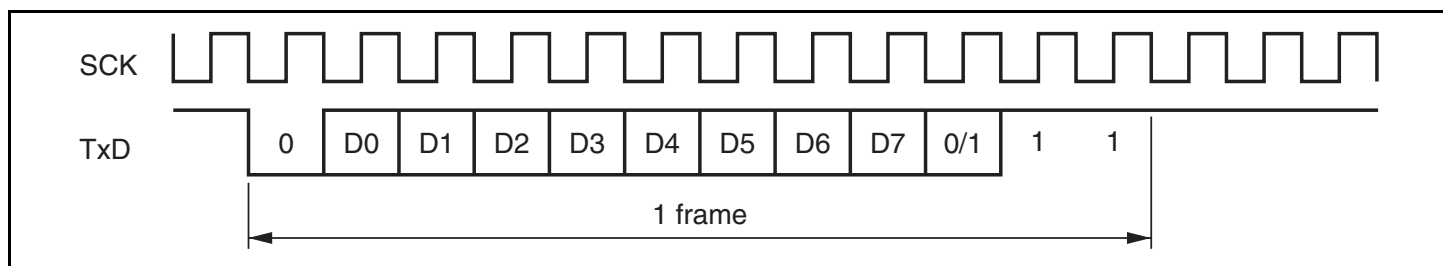 SCK
TxD 0 D0 D1 D2 D3 D4 D5 D6 D7 0/1 1 1
1 frame